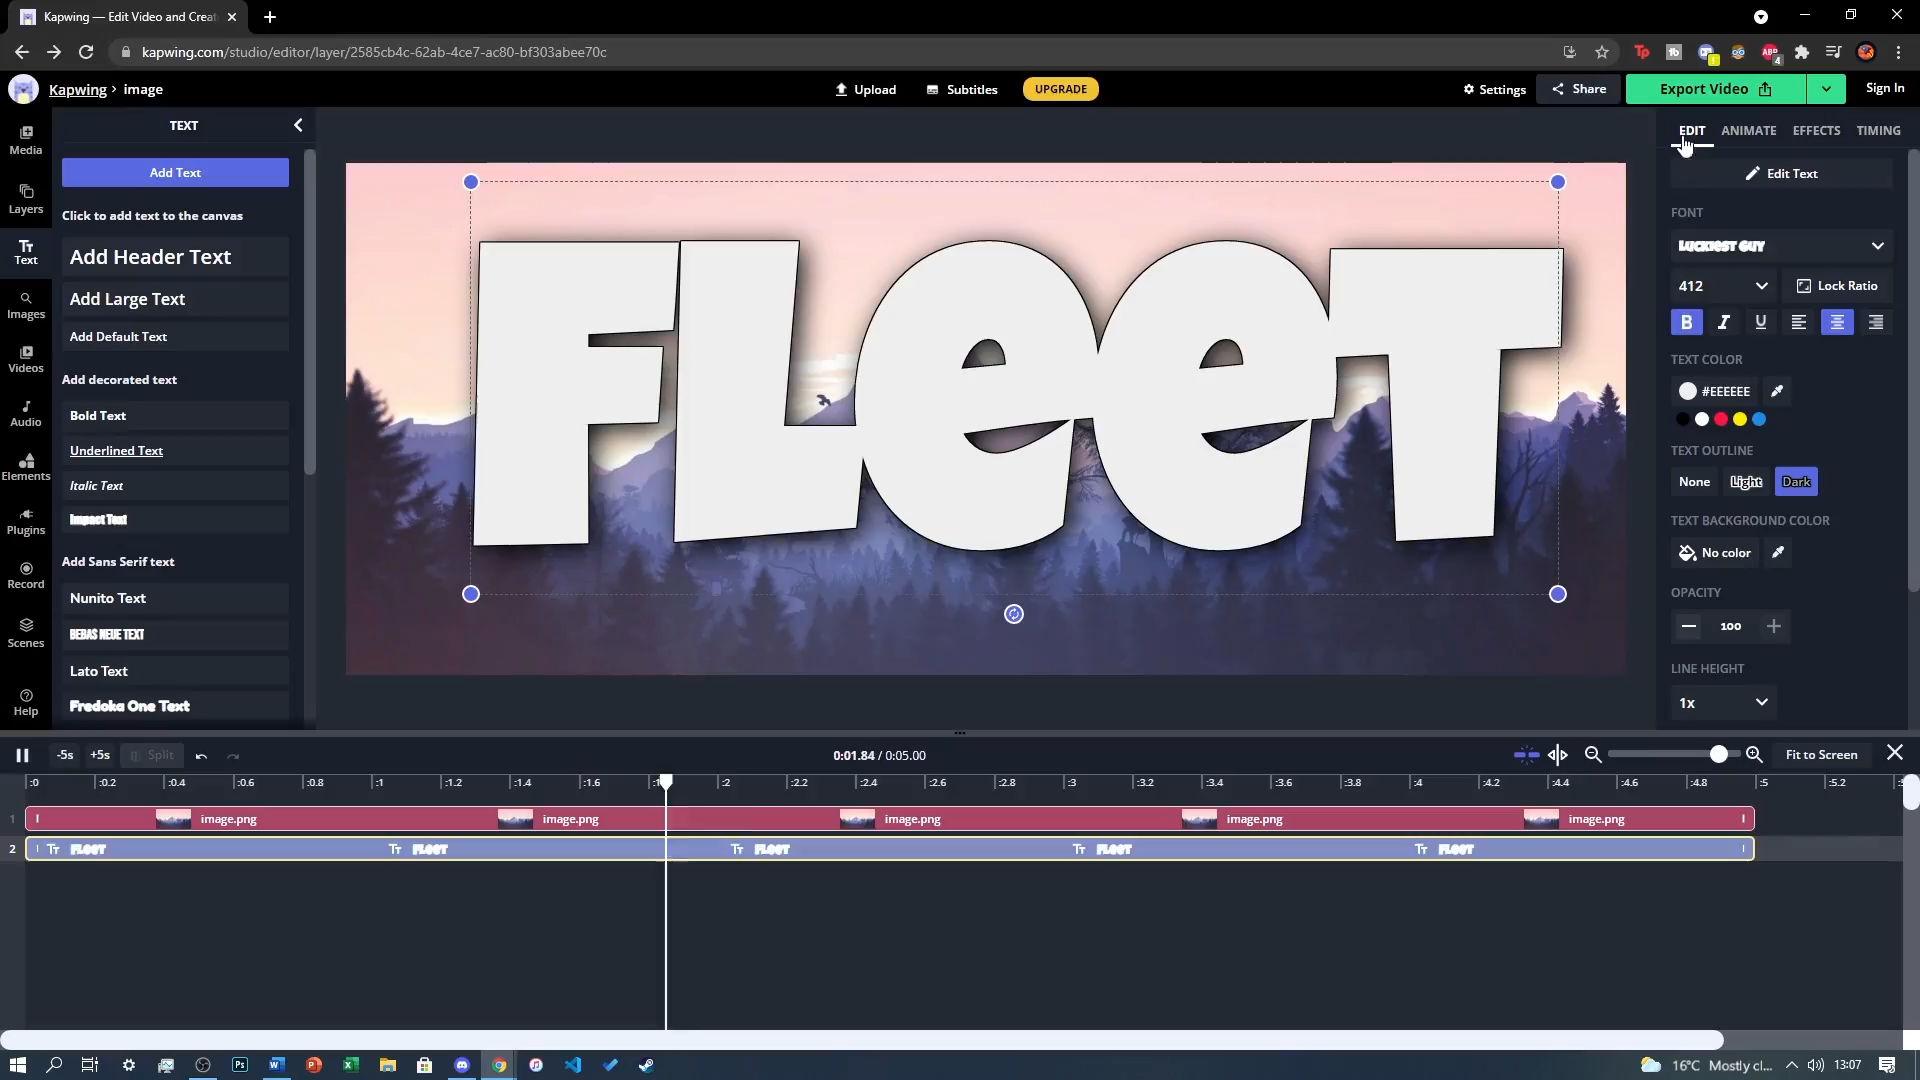 Kapwing — Edit Video and Creat
kapwing.com/studio/editor/layer/2585cb4c-62ab-4ce7-ac80-bf303abee70c
Tp
tb
1
ABP
4
Kapwing › image
Upload
Subtitles
UPGRADE
Settings
Share
Export Video
Sign In
Media
Layers
Text
Images
Videos
Audio
Elements
Plugins
Record
Scenes
Help
TEXT
Add Text
Click to add text to the canvas
Add Header Text
Add Large Text
Add Default Text
Add decorated text
Bold Text
Underlined Text
Italic Text
Impact Text
Add Sans Serif text
Nunito Text
BEBAS NEUE TEXT
Lato Text
Fredoka One Text
FLeeT
EDIT
ANIMATE
EFFECTS
TIMING
Edit Text
FONT
LUCKIEST GUY
412
Lock Ratio
B I U
TEXT COLOR
#EEEEEE
TEXT OUTLINE
None
Light
Dark
TEXT BACKGROUND COLOR
No color
OPACITY
100
LINE HEIGHT
1x
-5s
+5s
Split
0:01.84 / 0:05.00
Fit to Screen
:0 :0.2 :0.4 :0.6 :0.8 :1 :1.2 :1.4 :1.6 :2 :2.2 :2.4 :2.6 :2.8 :3 :3.2 :3.4 :3.6 :3.8 :4 :4.2 :4.4 :4.6 :4.8 :5 :5.2
1 image.png image.png image.png image.png image.png
2 FLeeT FLeeT FLeeT FLeeT FLeeT
16°C Mostly cl...
13:07